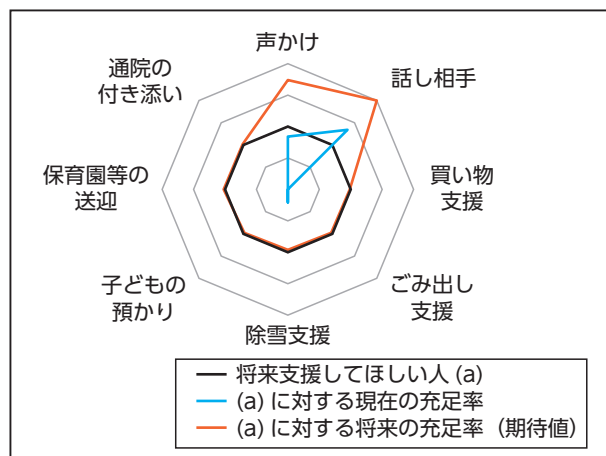 声かけ
通院の
付き添い
話し相手
保育園等の
送迎
買い物
支援
子どもの
預かり
ごみ出し
支援
除雪支援
将来支援してほしい人 (a)
(a) に対する現在の充足率
(a) に対する将来の充足率（期待値）